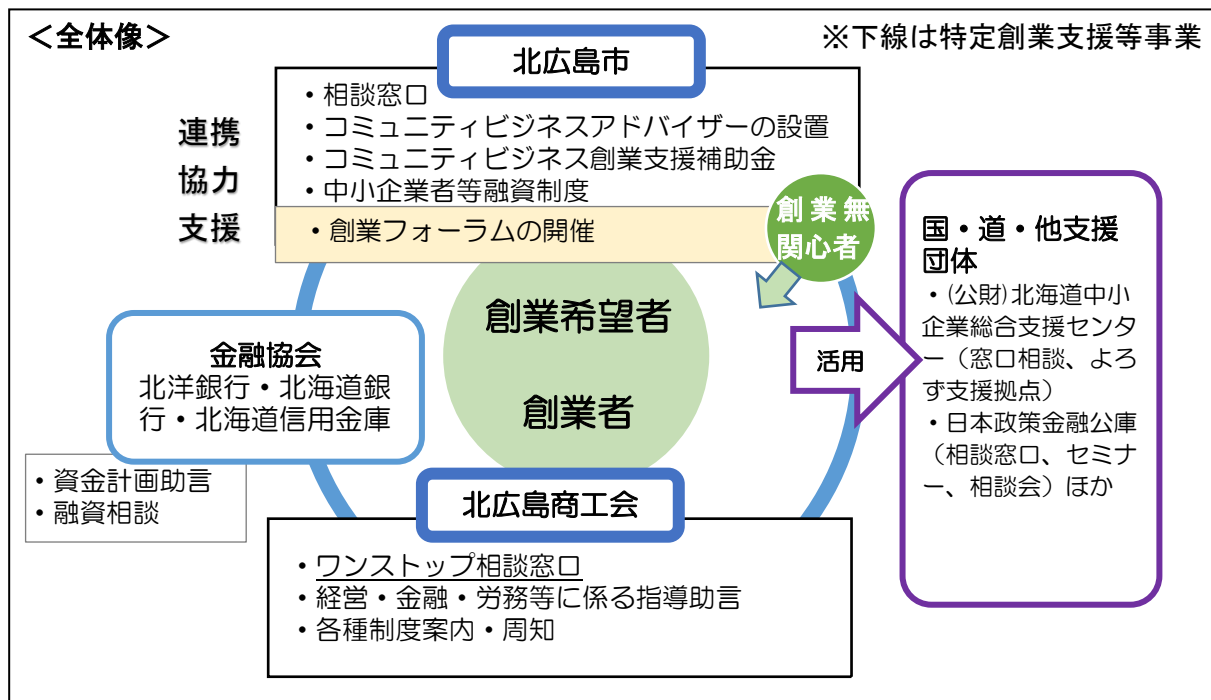 <全体像>
※下線は特定創業支援等事業
北広島市
・相談窓口
・コミュニティビジネスアドバイザーの設置
・コミュニティビジネス創業支援補助金
・中小企業者等融資制度
・創業フォーラムの開催
連携
協力
支援
創業無
関心者
創業希望者
創業者
金融協会
北洋銀行・北海道銀
行・北海道信用金庫
・資金計画助言
・融資相談
活用
国・道・他支援
団体
・(公財)北海道中小
企業総合支援センタ
ー（窓口相談、よろ
ず支援拠点）
・日本政策金融公庫
（相談窓口、セミナ
ー、相談会）ほか
北広島商工会
・ワンストップ相談窓口
・経営・金融・労務等に係る指導助言
・各種制度案内・周知